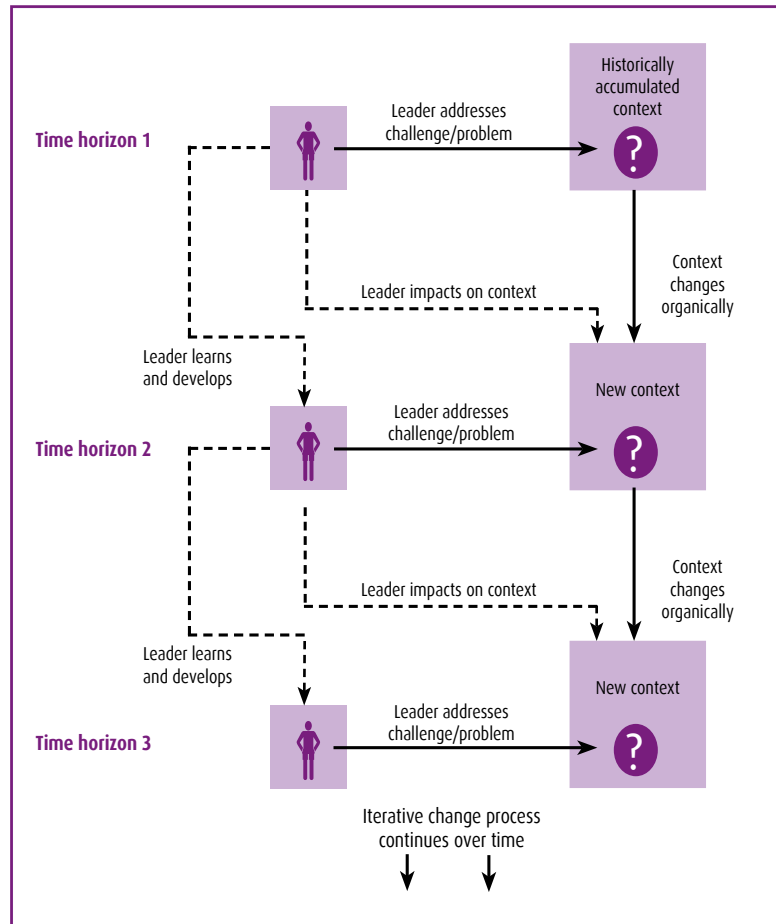 Historically
accumulated
context
?
Time horizon 1
Leader addresses
challenge/problem
Context
changes
organically
Leader impacts on context
Leader learns
and develops
New context
?
Time horizon 2
Leader addresses
challenge/problem
Context
changes
organically
Leader impacts on context
Leader learns
and develops
New context
?
Time horizon 3
Leader addresses
challenge/problem
Iterative change process
continues over time